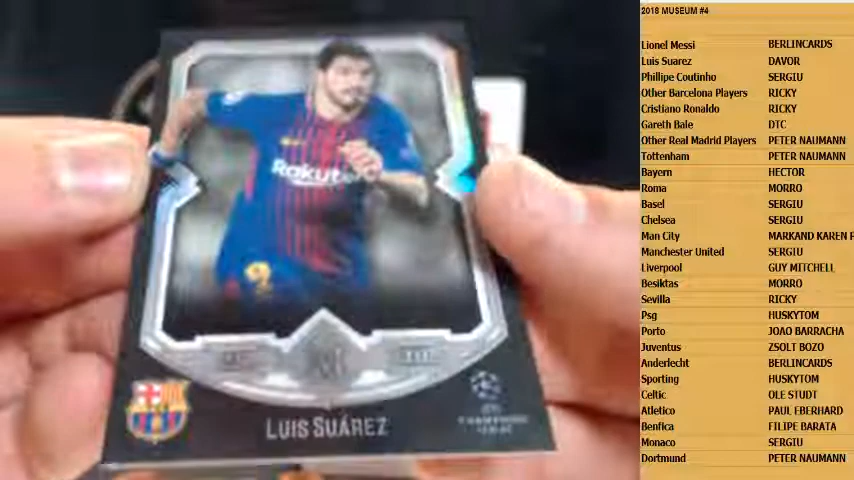 2018 MUSEUM #4
Lionel Messi BERLINCARDS
Luis Suarez DAVOR
Phillipe Coutinho SERGIU
Other Barcelona Players RICKY
Cristiano Ronaldo RICKY
Gareth Bale DTC
Other Real Madrid Players PETER NAUMANN
Tottenham PETER NAUMANN
Bayern HECTOR
Roma MORRO
Basel SERGIU
Chelsea SERGIU
Man City MARKAND KAREN
Manchester United SERGIU
Liverpool GUY MITCHELL
Besiktas MORRO
Sevilla RICKY
Psg HUSKYTOM
Porto JOAO BARRACHA
Juventus ZSOLT BOZO
Anderlecht BERLINCARDS
Sporting HUSKYTOM
Celtic OLE STUDT
Atletico PAUL EBERHARD
Benfica FILIPE BARATA
Monaco SERGIU
Dortmund PETER NAUMANN
Rakuten
9
CHAMPIONS
LEAGUE
LUIS SUÁREZ